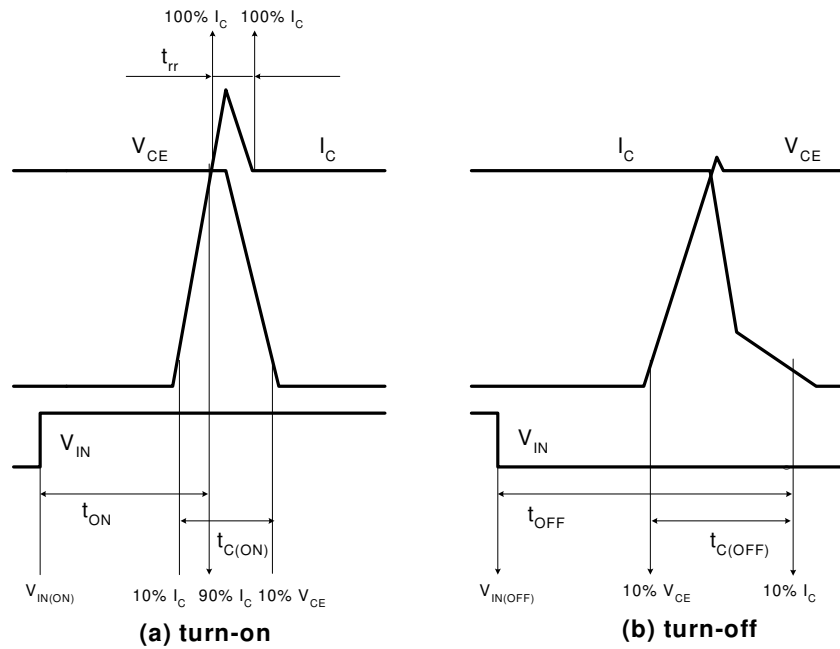 100% I_C 100% I_C
t_rr
V_CE I_C I_C V_CE
V_IN V_IN
t_ON t_OFF
t_C(ON) t_C(OFF)
V_IN(ON) 10% I_C 90% I_C 10% V_CE V_IN(OFF) 10% V_CE 10% I_C
(a) turn-on (b) turn-off